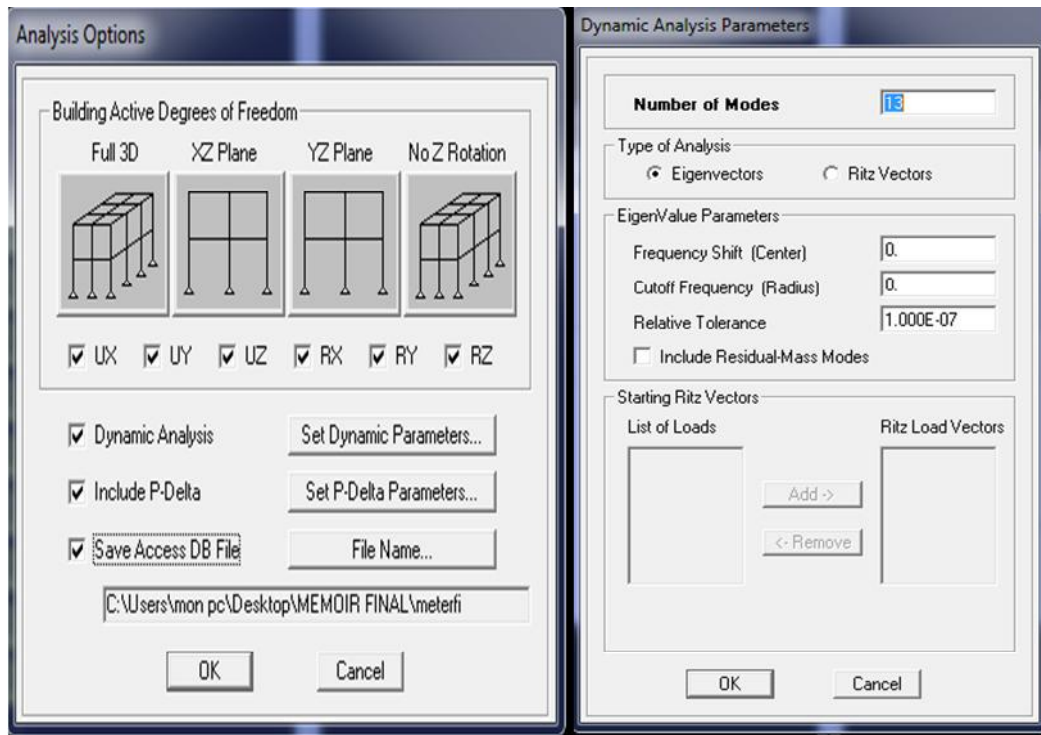 Analysis Options
Building Active Degrees of Freedom
Full 3D XZ Plane YZ Plane No Z Rotation
UX UY UZ RX RY RZ
Dynamic Analysis Set Dynamic Parameters...
Include P-Delta Set P-Delta Parameters...
Save Access DB File File Name...
C:\Users\mon pc\Desktop\MEMOIR FINAL\meterfi
OK Cancel
Dynamic Analysis Parameters
Number of Modes 13
Type of Analysis
Eigenvectors Ritz Vectors
EigenValue Parameters
Frequency Shift (Center) 0.
Cutoff Frequency (Radius) 0.
Relative Tolerance 1.000E-07
Include Residual-Mass Modes
Starting Ritz Vectors
List of Loads Ritz Load Vectors
Add ->
<- Remove
OK Cancel